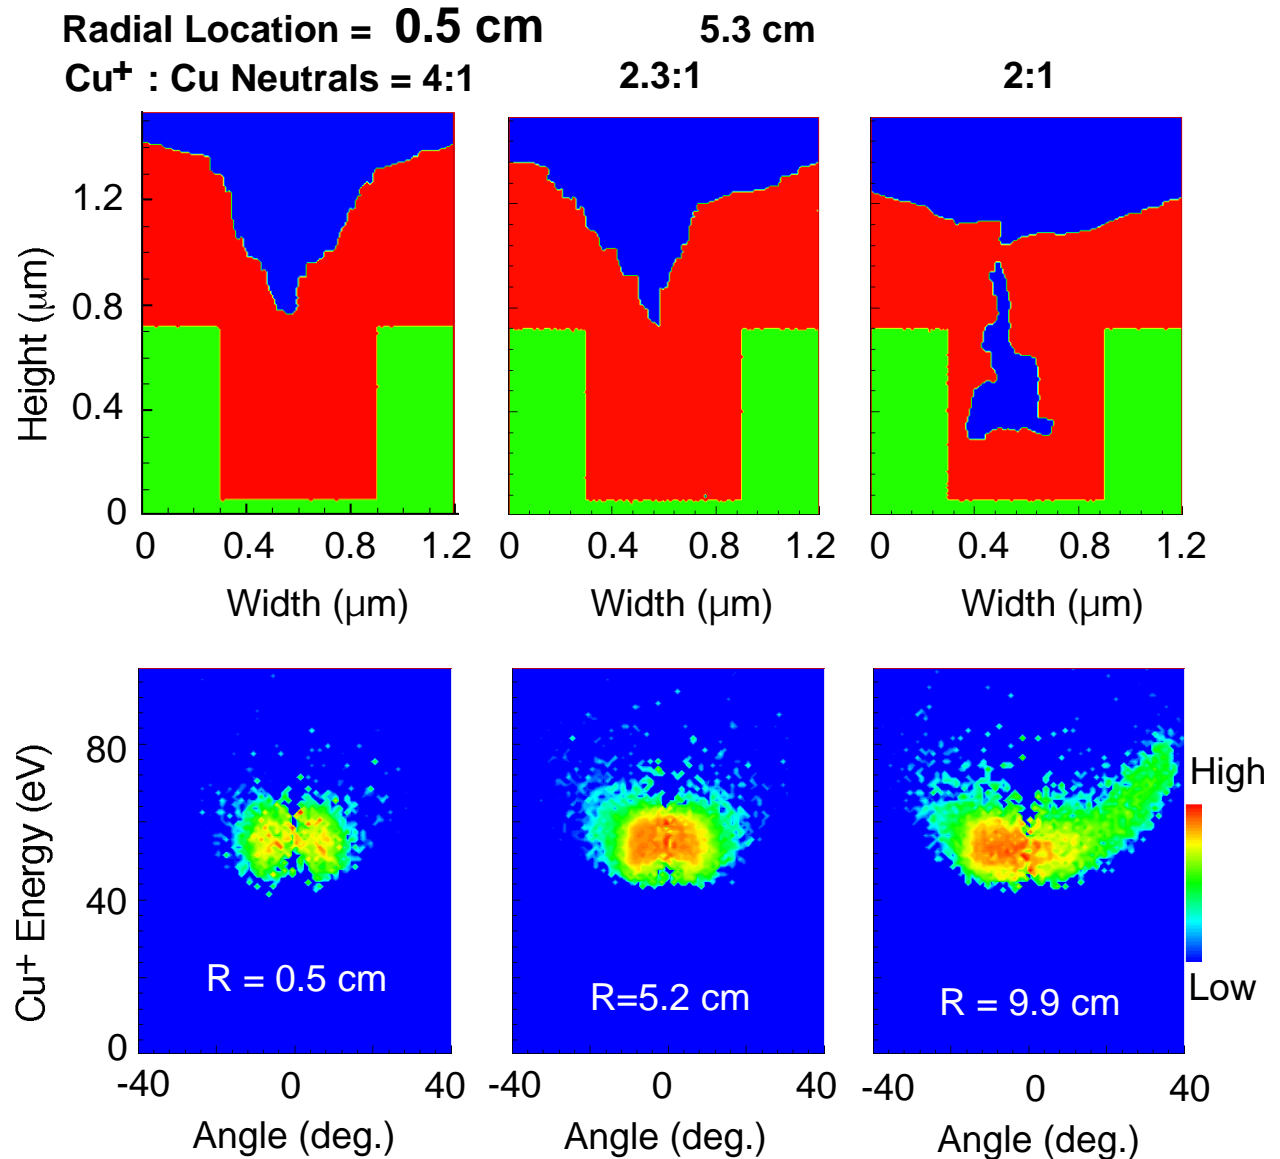 Radial Location = 0.5 cm 5.3 cm
Cu+ : Cu Neutrals = 4:1 2.3:1 2:1
Height (μm)
1.2
0.8
0.4
0
0 0.4 0.8 1.2 0 0.4 0.8 1.2 0 0.4 0.8 1.2
Width (μm) Width (μm) Width (μm)
Cu+ Energy (eV)
80
40
0
High
Low
R = 0.5 cm R=5.2 cm R = 9.9 cm
-40 0 40 -40 0 40 -40 0 40
Angle (deg.) Angle (deg.) Angle (deg.)